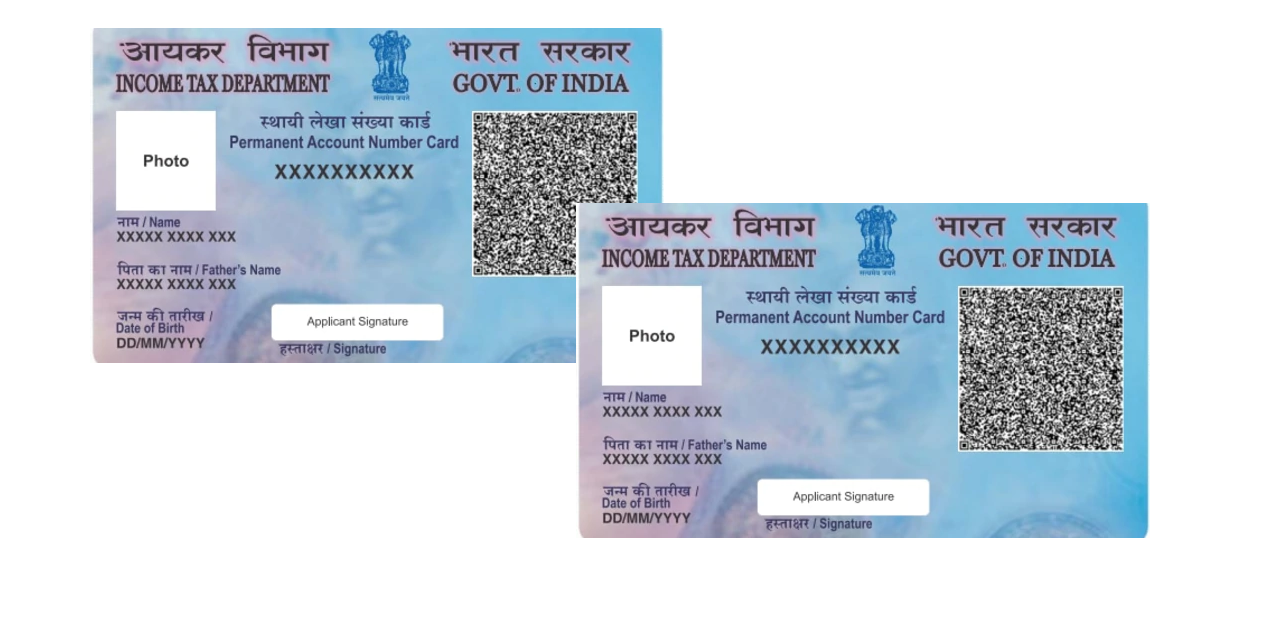 आयकर विभाग
INCOME TAX DEPARTMENT
सत्यमेव जयते
भारत सरकार
GOVT. OF INDIA
स्थायी लेखा संख्या कार्ड
Permanent Account Number Card
XXXXXXXXXX
Photo
नाम / Name
XXXXX XXXX XXX
पिता का नाम / Father's Name
XXXXX XXXX XXX
जन्म की तारीख /
Date of Birth
DD/MM/YYYY
Applicant Signature
हस्ताक्षर / Signature
आयकर विभाग
INCOME TAX DEPARTMENT
सत्यमेव जयते
भारत सरकार
GOVT. OF INDIA
स्थायी लेखा संख्या कार्ड
Permanent Account Number Card
XXXXXXXXXX
Photo
नाम / Name
XXXXX XXXX XXX
पिता का नाम / Father's Name
XXXXX XXXX XXX
जन्म की तारीख /
Date of Birth
DD/MM/YYYY
Applicant Signature
हस्ताक्षर / Signature